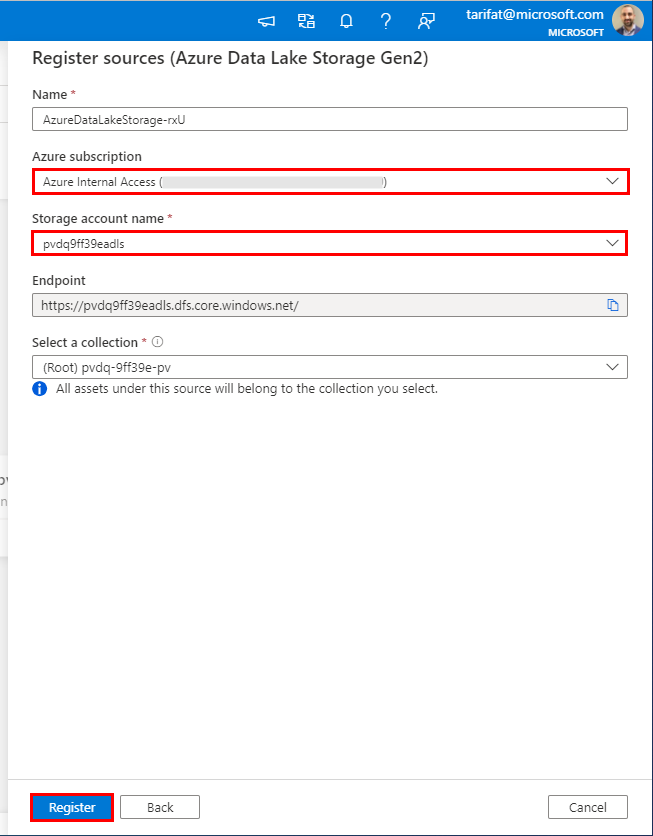 tarifat@microsoft.com
MICROSOFT
Register sources (Azure Data Lake Storage Gen2)
Name *
AzureDataLakeStorage-rxU
Azure subscription
Azure Internal Access ( )
Storage account name *
pvdq9ff39eadls
Endpoint
https://pvdq9ff39eadls.dfs.core.windows.net/
Select a collection *
(Root) pvdq-9ff39e-pv
All assets under this source will belong to the collection you select.
Register
Back
Cancel